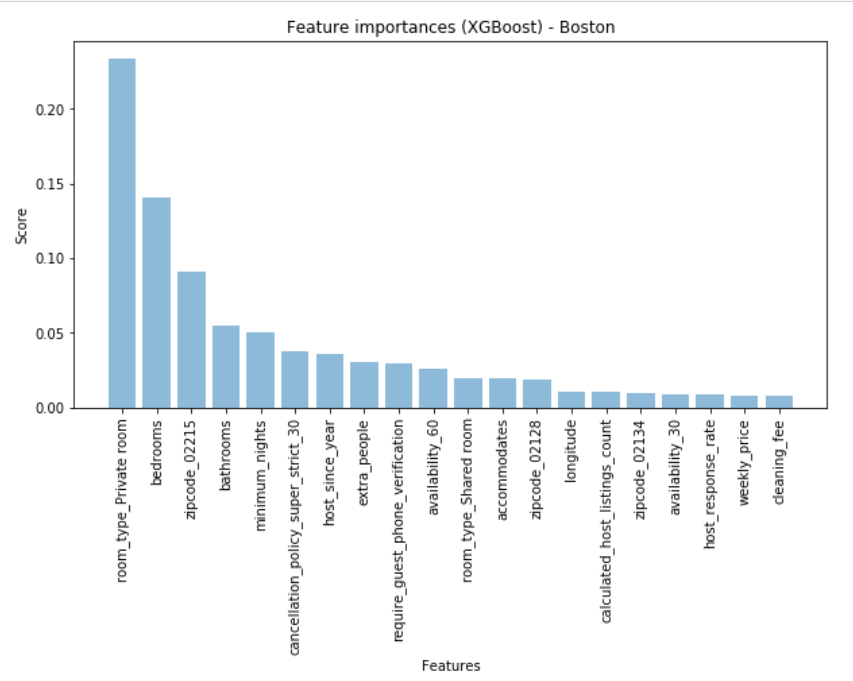 Feature importances (XGBoost) - Boston
Score
0.20
0.15
0.10
0.05
0.00
room_type_Private room
bedrooms
zipcode_02215
bathrooms
minimum_nights
cancellation_policy_super_strict_30
host_since_year
extra_people
require_guest_phone_verification
availability_60
room_type_Shared room
accommodates
zipcode_02128
longitude
calculated_host_listings_count
zipcode_02134
availability_30
host_response_rate
weekly_price
cleaning_fee
Features